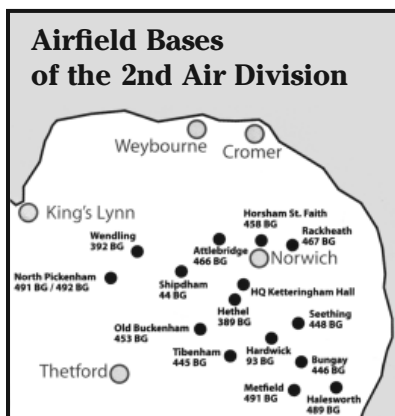 Airfield Bases
of the 2nd Air Division
Weybourne
Cromer
King's Lynn
Horsham St. Faith
458 BG
Rackheath
467 BG
Wendling
392 BG
Attlebridge
466 BG
Norwich
North Pickenham
491 BG / 492 BG
Shipdham
44 BG
HQ Ketteringham Hall
Hethel
389 BG
Seething
448 BG
Old Buckenham
453 BG
Hardwick
93 BG
Tibenham
445 BG
Bungay
446 BG
Thetford
Metfield
491 BG
Halesworth
489 BG